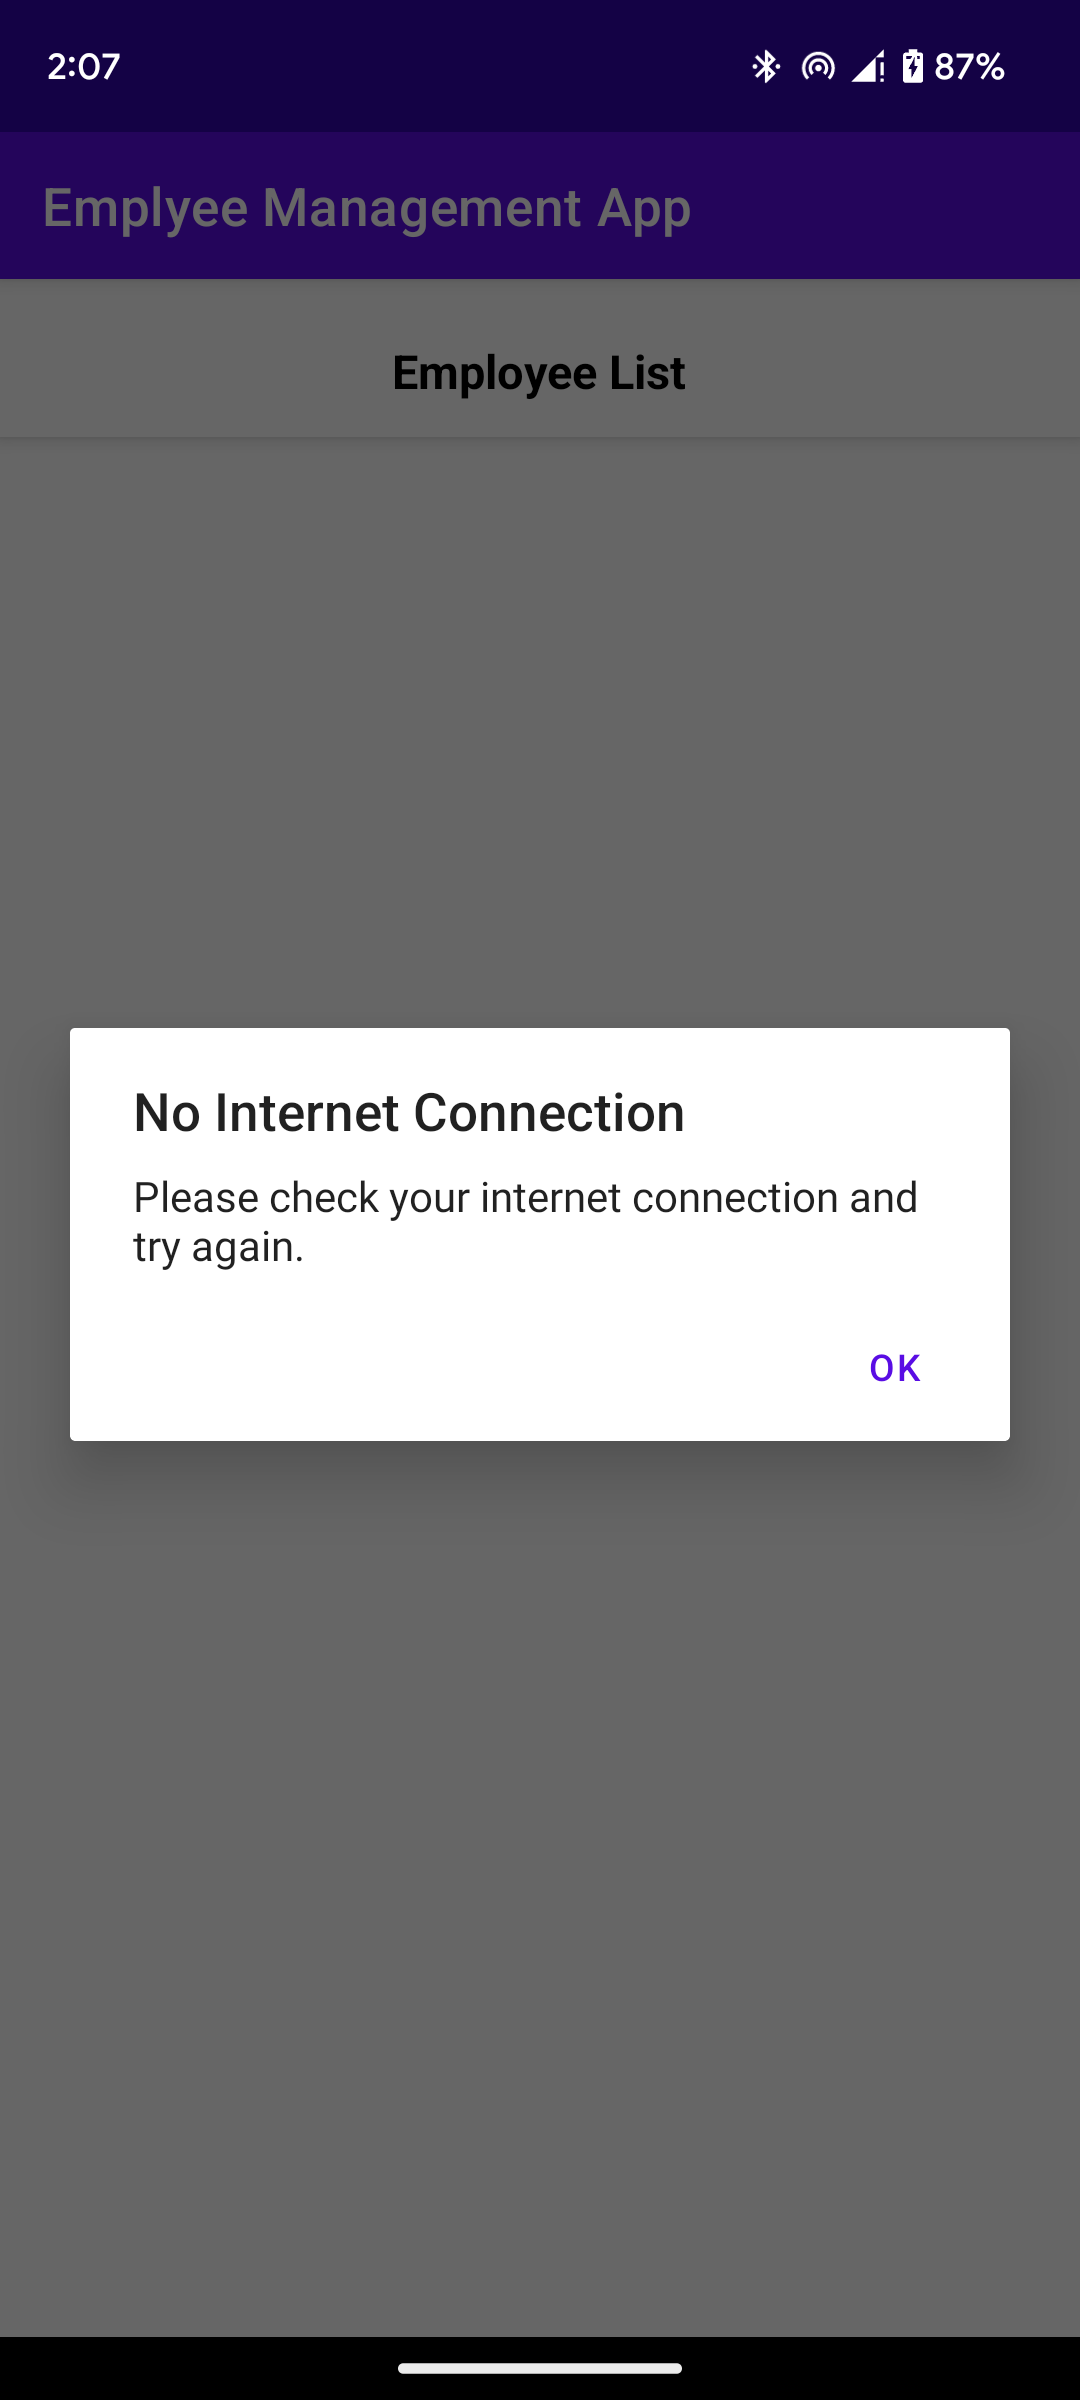 2:07
87%
Emplyee Management App
Employee List
No Internet Connection
Please check your internet connection and
try again.
OK